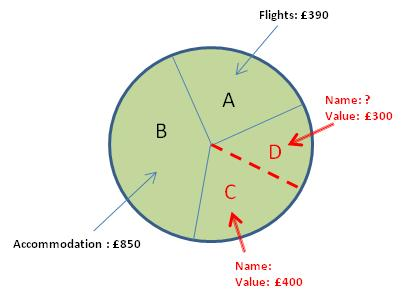 Flights: £390
A
Name: ?
Value: £300
B
D
C
Accommodation : £850
Name:
Value: £400